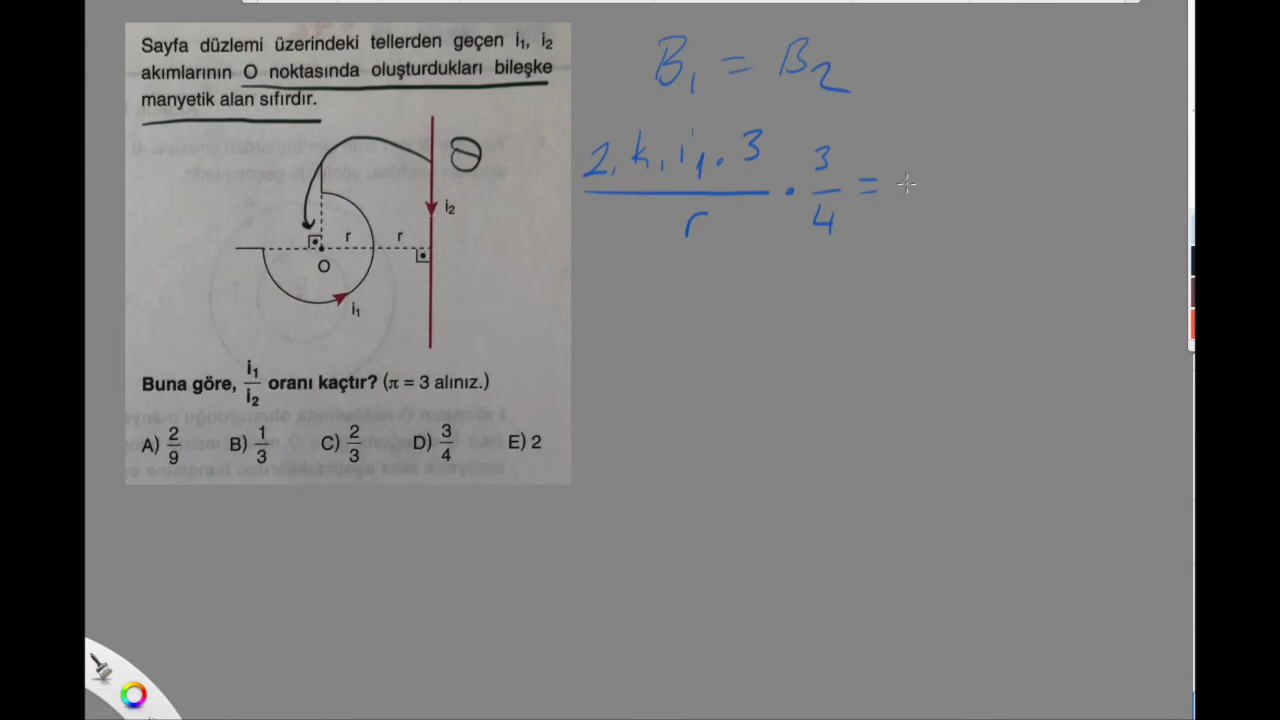 Sayfa düzlemi üzerindeki tellerden geçen i₁, i₂
akımlarının O noktasında oluşturdukları bileşke
manyetik alan sıfırdır.
i₂
r r
O
i₁
Buna göre, i₁/i₂ oranı kaçtır? (π = 3 alınız.)
A) 2/9 B) 1/3 C) 2/3 D) 3/4 E) 2
B₁ = B₂
2.k.i₁.3/r . 3/4 =